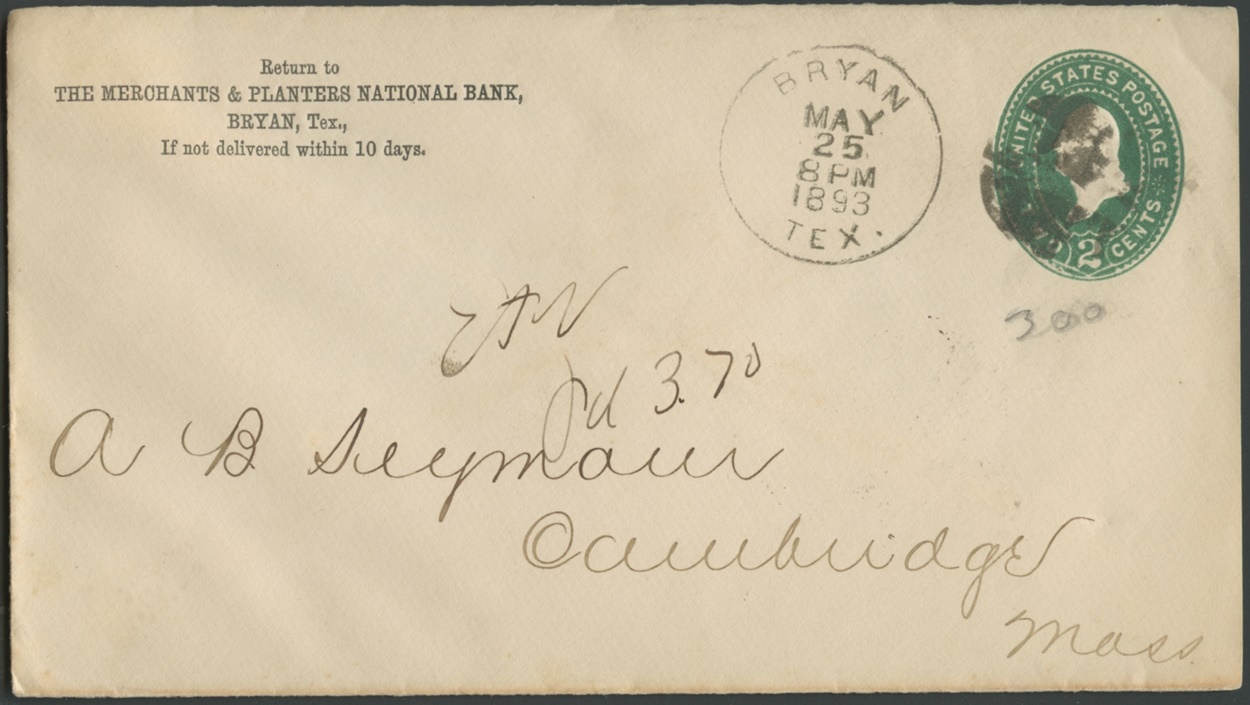 Return to
THE MERCHANTS & PLANTERS NATIONAL BANK,
BRYAN, Tex.,
If not delivered within 10 days.
BRYAN
MAY
25
8 PM
1893
TEX.
UNITED STATES POSTAGE
2 CENTS
300
3.70
A B Seymour
Cambridge
Mass